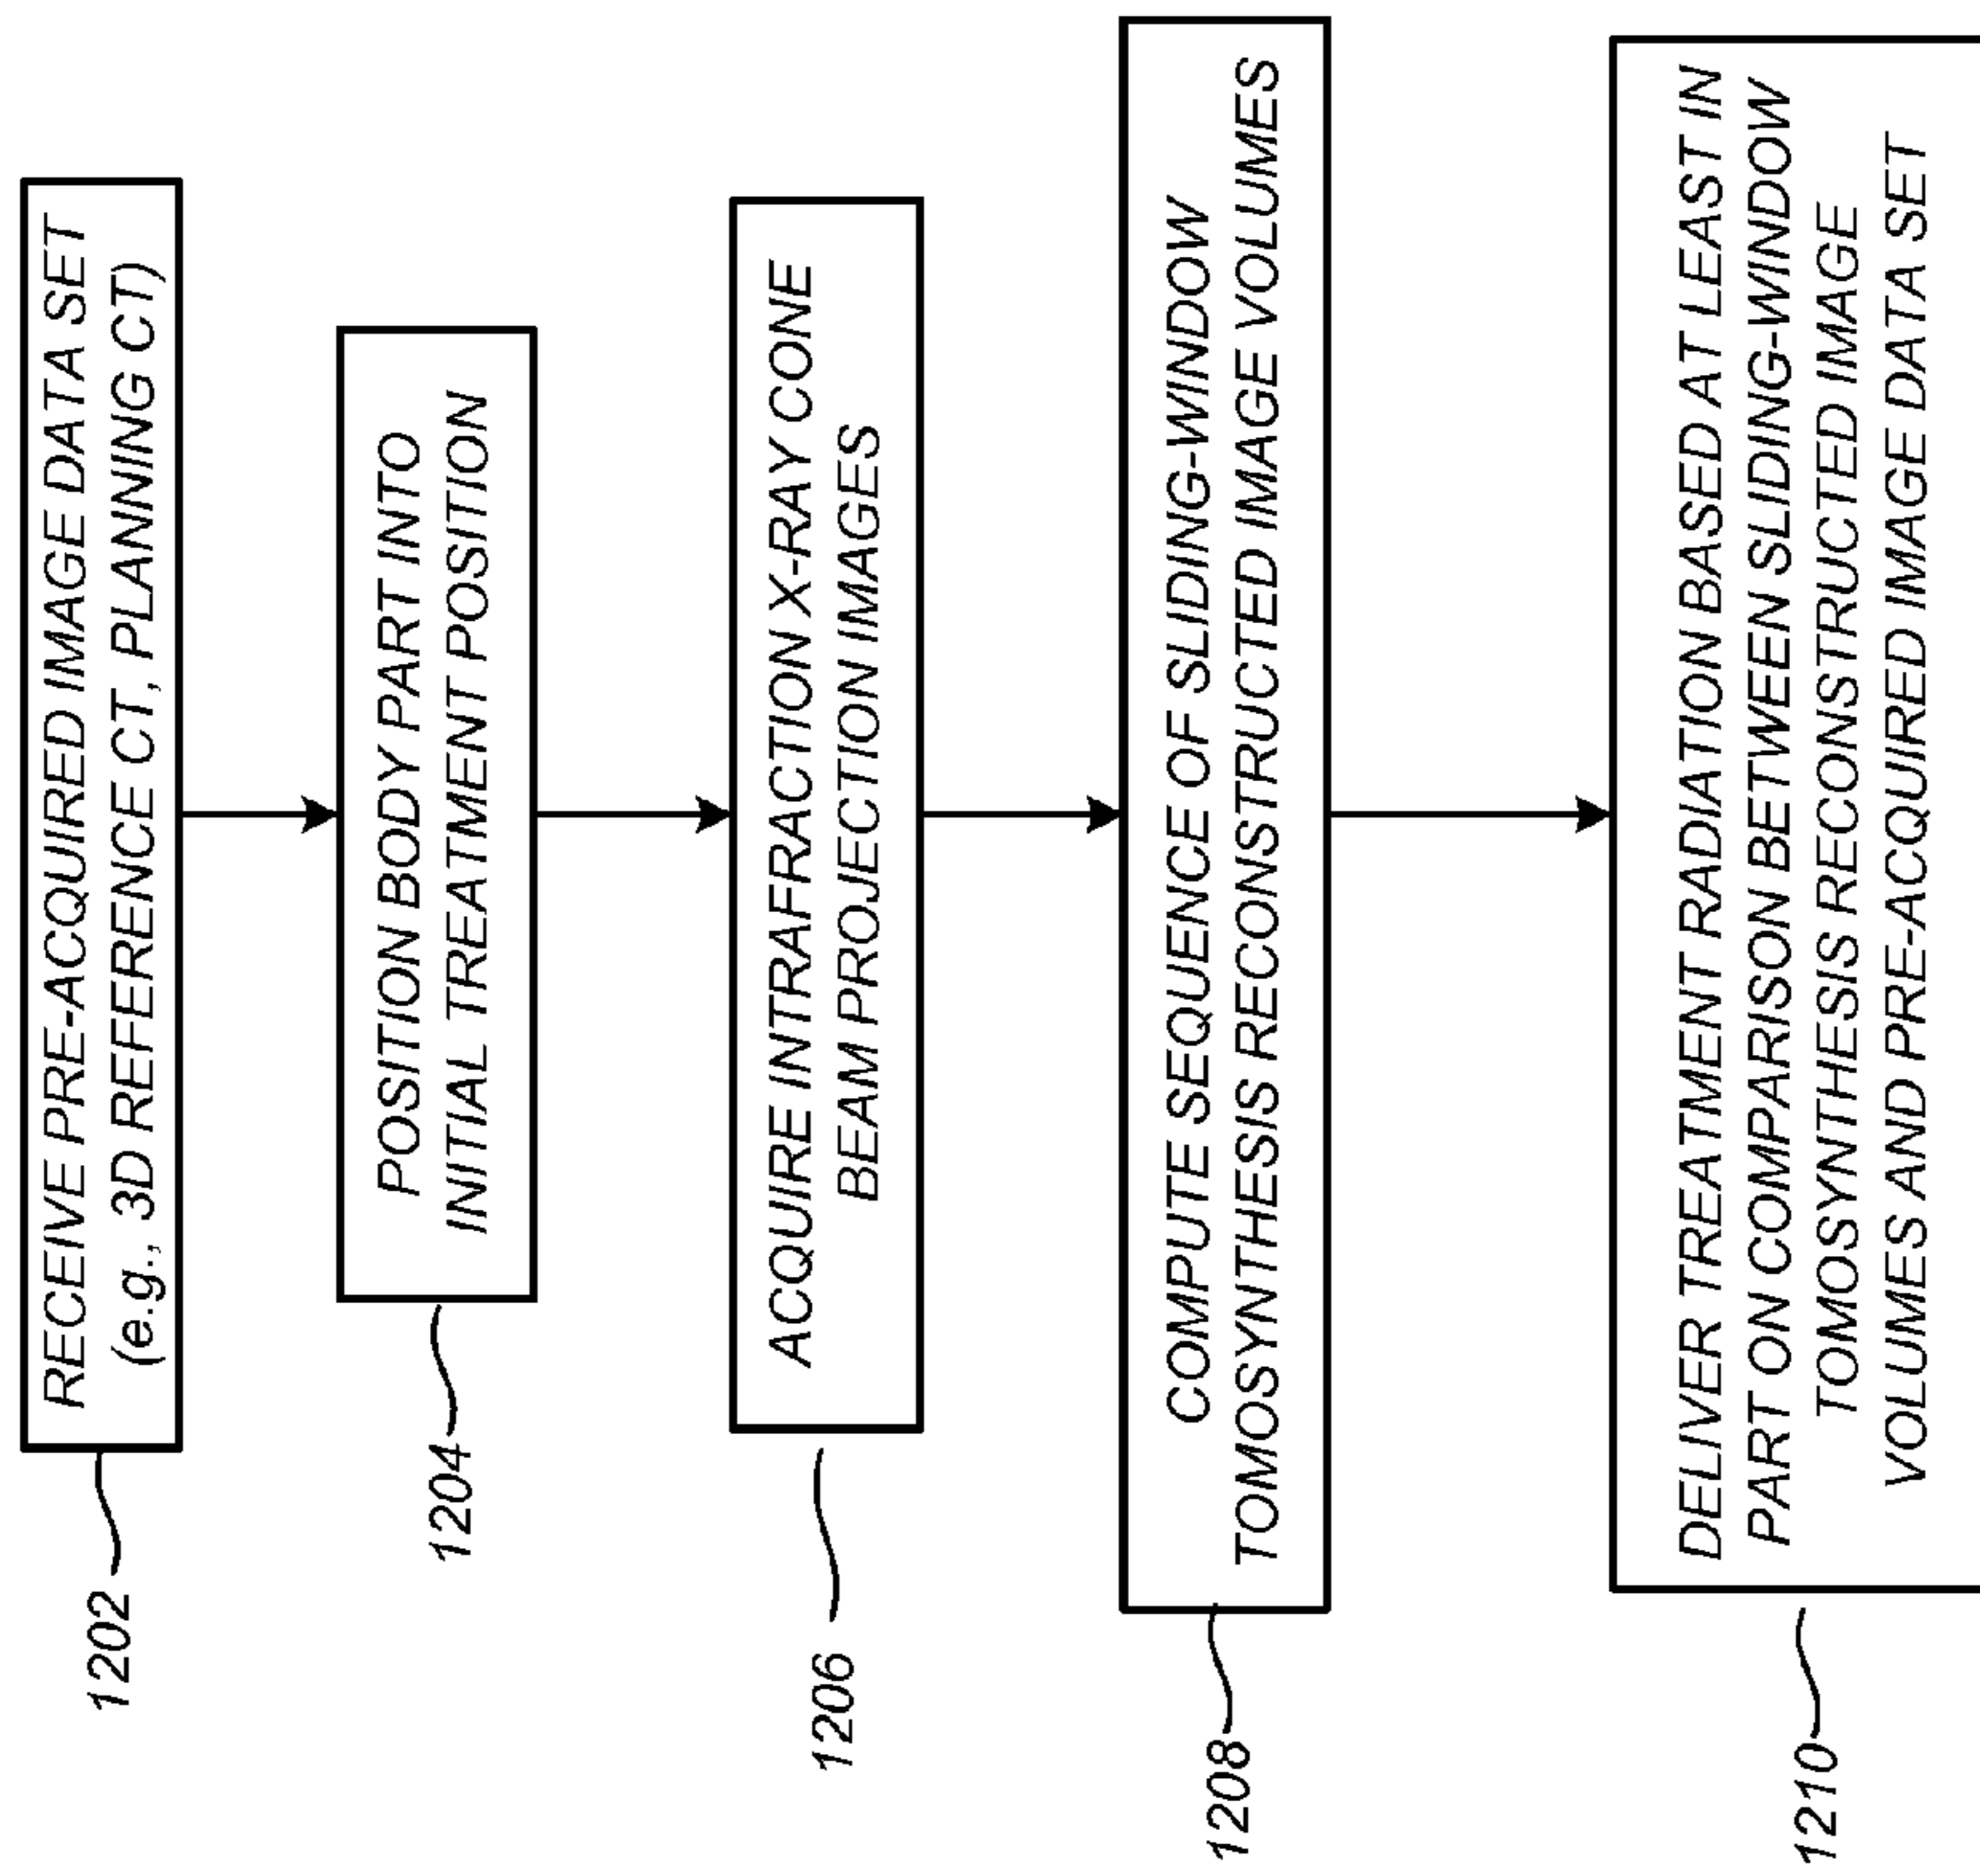 RECEIVE PRE-ACQUIRED IMAGE DATA SET
(e.g., 3D REFERENCE CT, PLANNING CT)
1202
POSITION BODY PART INTO
INITIAL TREATMENT POSITION
1204
ACQUIRE INTRAFRACTION X-RAY CONE
BEAM PROJECTION IMAGES
1206
COMPUTE SEQUENCE OF SLIDING-WINDOW
TOMOSYNTHESIS RECONSTRUCTED IMAGE VOLUMES
1208
DELIVER TREATMENT RADIATION BASED AT LEAST IN
PART ON COMPARISON BETWEEN SLIDING-WINDOW
TOMOSYNTHESIS RECONSTRUCTED IMAGE
VOLUMES AND PRE-ACQUIRED IMAGE DATA SET
1210